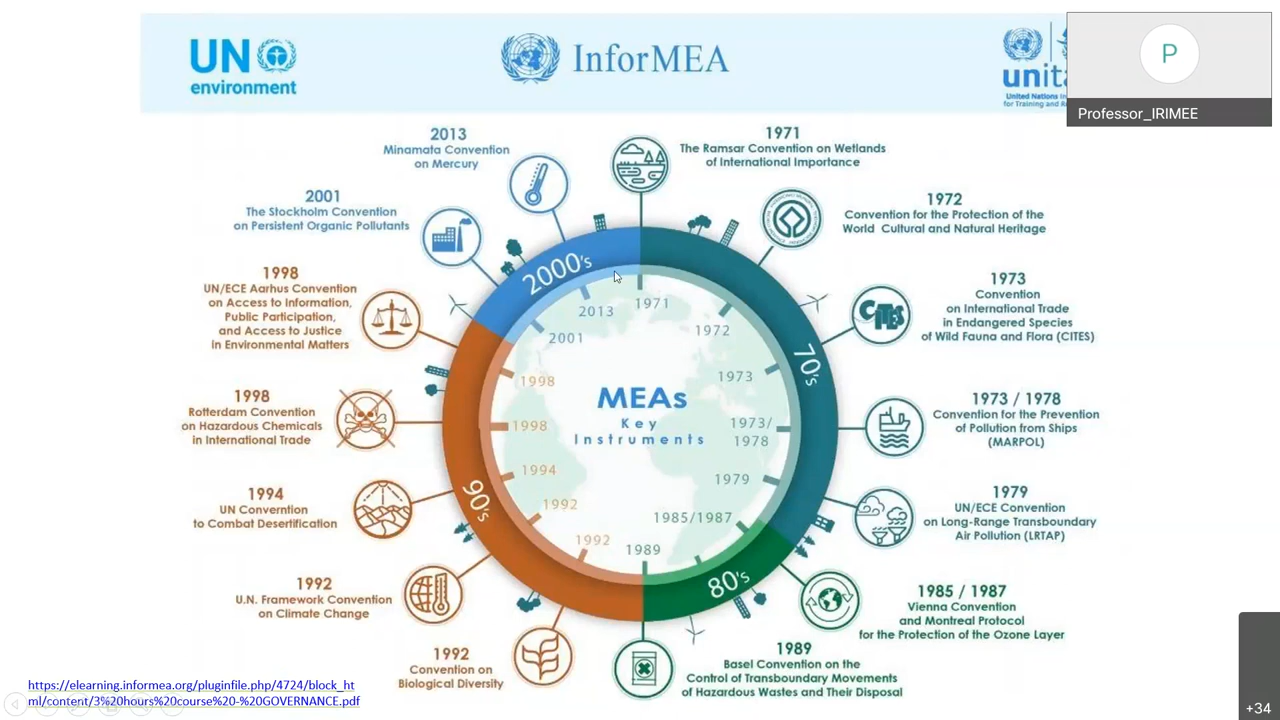 UN
environment
InforMEA
United Nations
for Training and Re
P
Professor_IRIMEE
2013
Minamata Convention
on Mercury
1971
The Ramsar Convention on Wetlands
of International Importance
2001
The Stockholm Convention
on Persistent Organic Pollutants
1972
Convention for the Protection of the
World Cultural and Natural Heritage
1998
UN/ECE Aarhus Convention
on Access to Information,
Public Participation,
and Access to Justice
in Environmental Matters
1973
Convention
on International Trade
in Endangered Species
of Wild Fauna and Flora (CITES)
CITES
1998
Rotterdam Convention
on Hazardous Chemicals
in International Trade
1973 / 1978
Convention for the Prevention
of Pollution from Ships
(MARPOL)
1994
UN Converntion
to Combat Desertification
1979
UN/ECE Convention
on Long-Range Transboundary
Air Pollution (LRTAP)
1992
U.N. Framework Convention
on Climate Change
1985 / 1987
Vienna Convention
and Montreal Protocol
for the Protection of the Ozone Layer
1992
Convention on
Biological Diversity
1989
Basel Convention on the
Control of Transboundary Movements
of Hazardous Wastes and Their Disposal
2000's
70's
80's
90's
1971
1972
1973
1973/
1978
1979
1985/1987
1989
1992
1992
1994
1998
1998
2001
2013
MEAs
Key
Instruments
https://elearning.informea.org/pluginfile.php/4724/block_ht
ml/content/3%20hours%20course%20-%20GOVERNANCE.pdf
+34